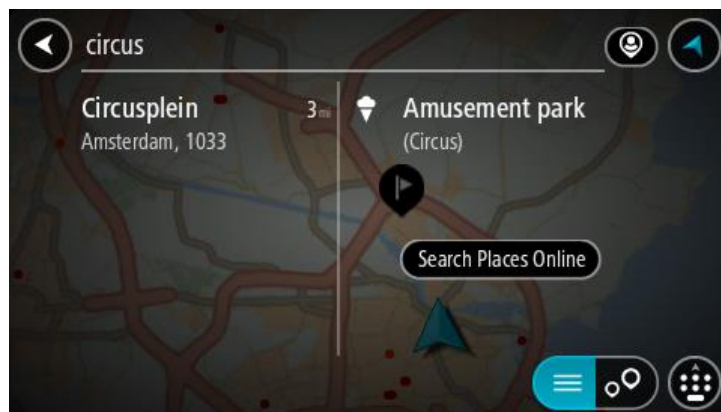 circus
Circusplein 3 mi
Amsterdam, 1033
Amusement park
(Circus)
Search Places Online